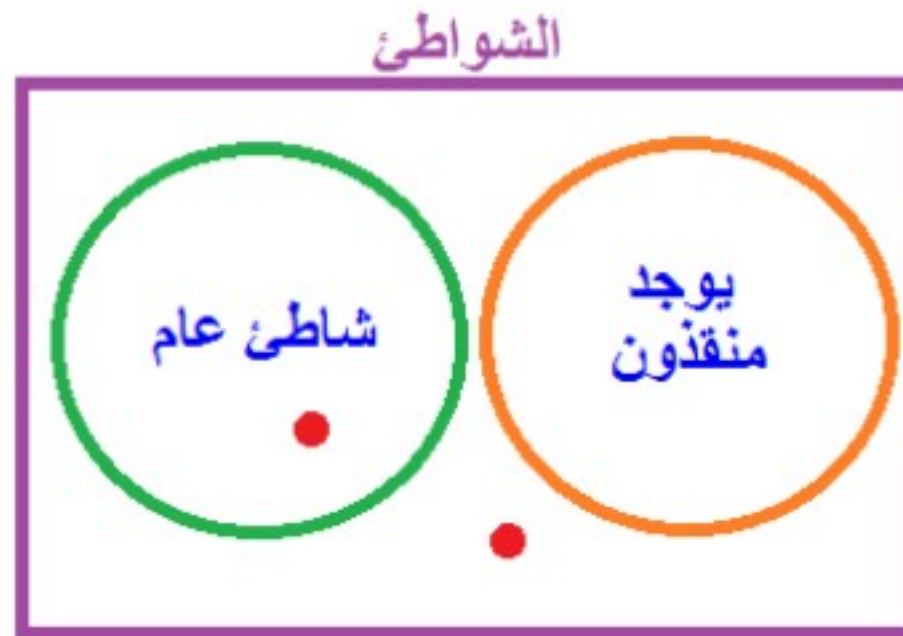 الشواطئ
شاطئ عام
يوجد
منقذون